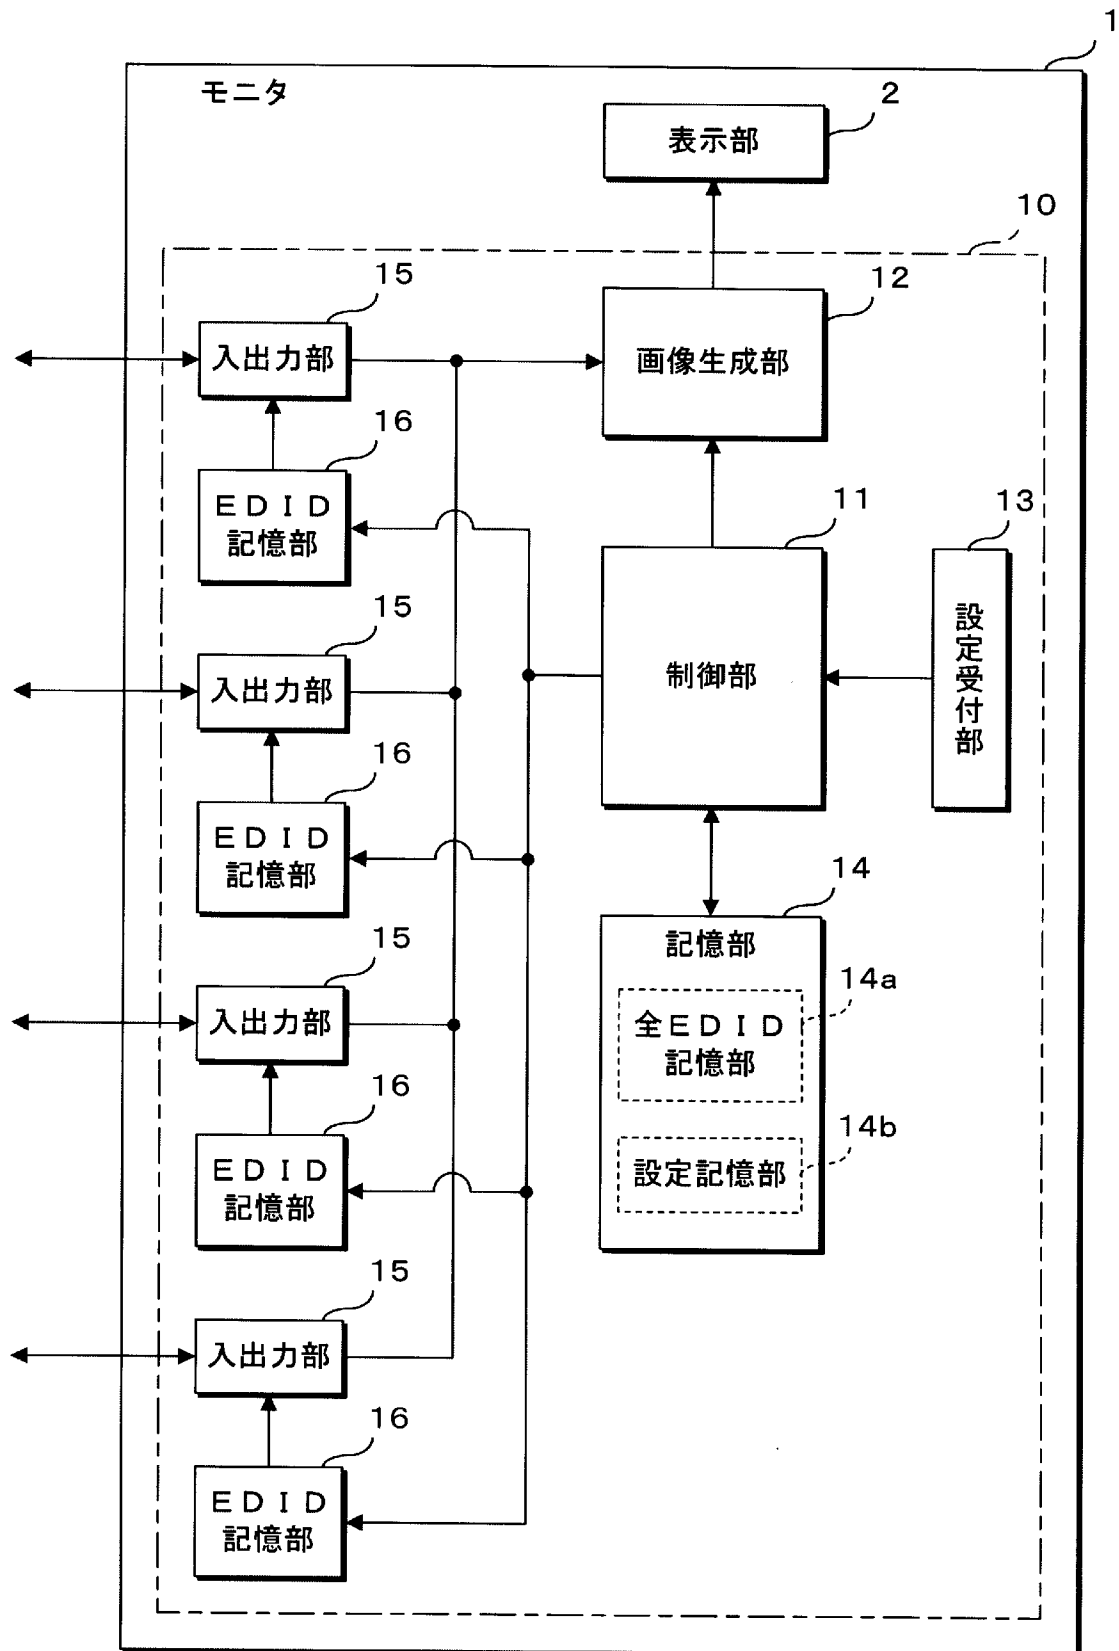 1
モニタ
2
表示部
10
15
12
入出力部
画像生成部
16
ＥＤＩＤ
記憶部
11
13
制御部
設定受付部
15
入出力部
16
ＥＤＩＤ
記憶部
14
記憶部
14a
全ＥＤＩＤ
記憶部
14b
設定記憶部
15
入出力部
16
ＥＤＩＤ
記憶部
15
入出力部
16
ＥＤＩＤ
記憶部